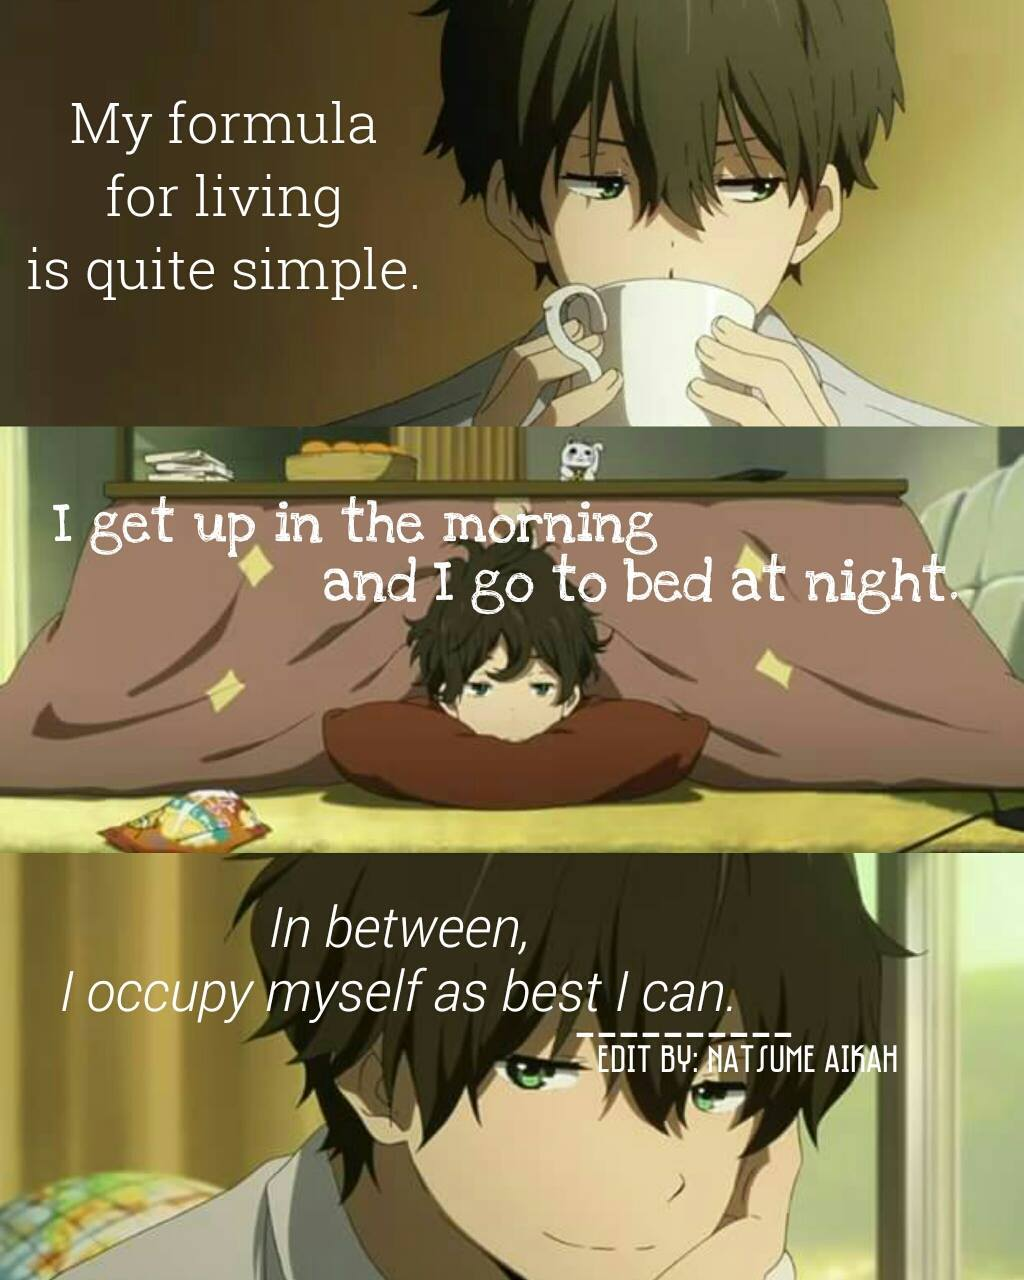 My formula
for living
is quite simple.
I get up in the morning
and I go to bed at night.
In between,
I occupy myself as best I can.
----------
EDIT BY: NATSUME AIKAH